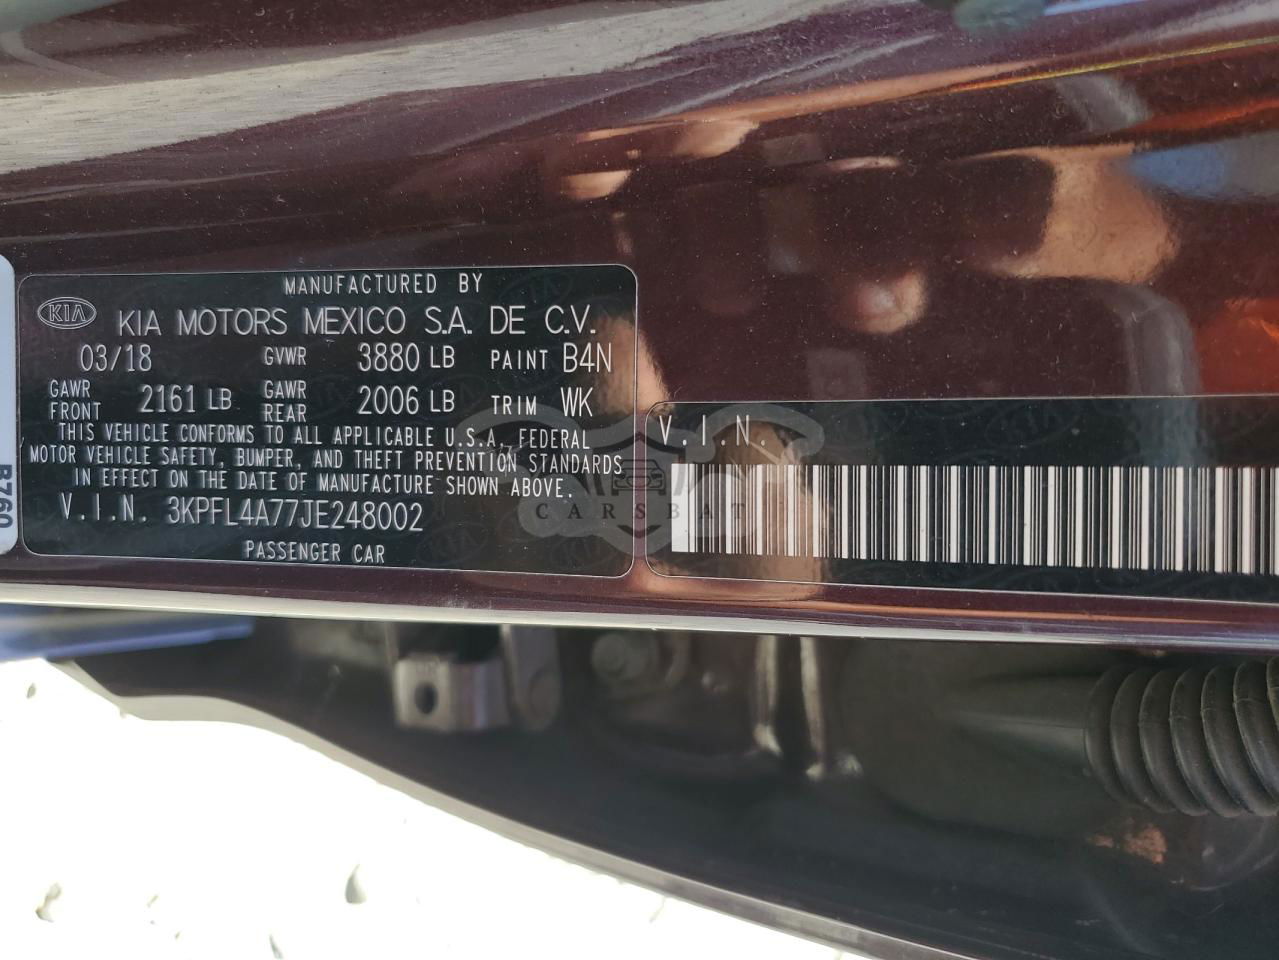 MANUFACTURED BY
KIA KIA MOTORS MEXICO S.A. DE C.V.
03/18 GVWR 3880 LB PAINT B4N
GAWR FRONT 2161 LB GAWR REAR 2006 LB TRIM WK
THIS VEHICLE CONFORMS TO ALL APPLICABLE U.S.A. FEDERAL
MOTOR VEHICLE SAFETY, BUMPER, AND THEFT PREVENTION STANDARDS
IN EFFECT ON THE DATE OF MANUFACTURE SHOWN ABOVE.
V.I.N. 3KPFL4A77JE248002
PASSENGER CAR
V.I.N.
CARSBAT